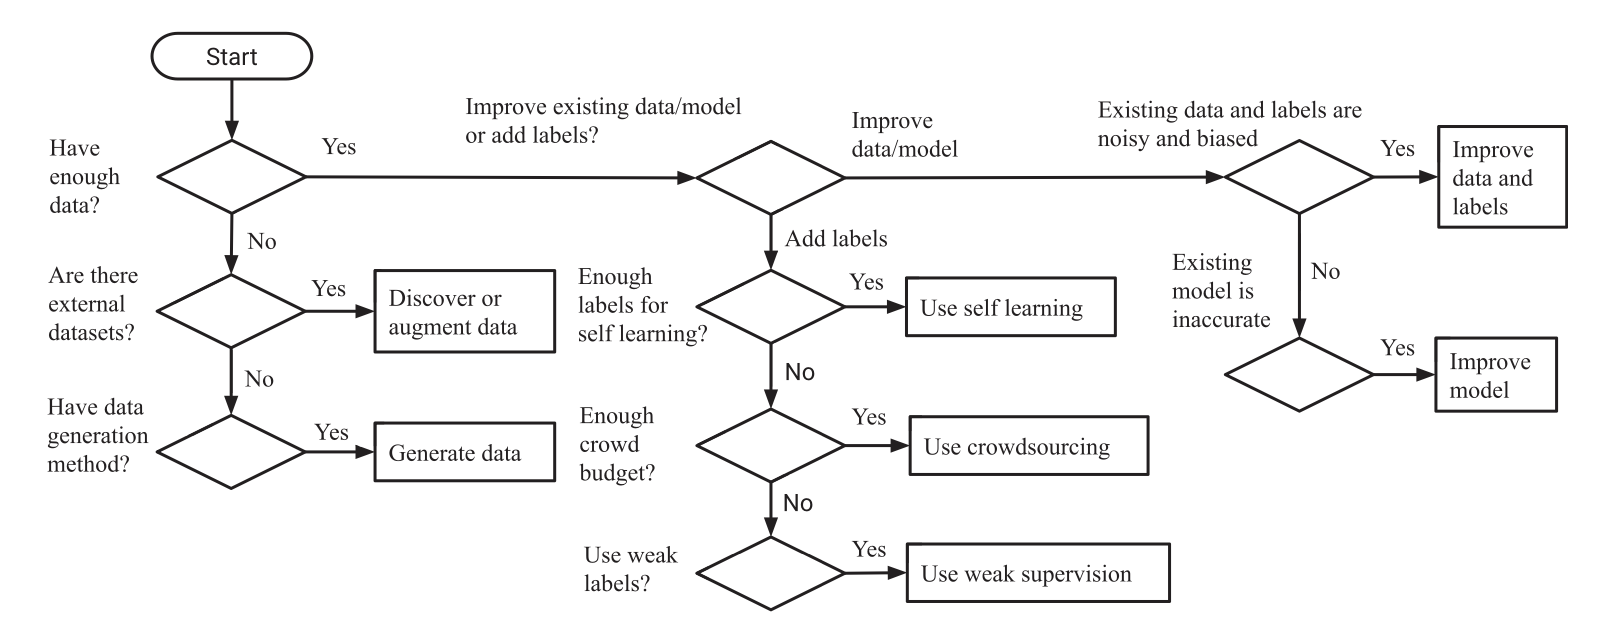 Start
Have
enough
data?
Yes
Improve existing data/model
or add labels?
Improve
data/model
Existing data and labels are
noisy and biased
Yes
Improve
data and
labels
No
Are there
external
datasets?
Yes
Discover or
augment data
No
Have data
generation
method?
Yes
Generate data
Add labels
Enough
labels for
self learning?
Yes
Use self learning
No
Enough
crowd
budget?
Yes
Use crowdsourcing
No
Use weak
labels?
Yes
Use weak supervision
No
Existing
model is
inaccurate
Yes
Improve
model